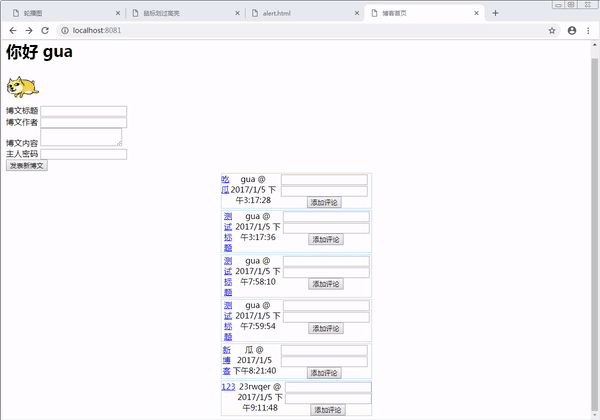 轮播图
鼠标划过高亮
alert.html
博客首页
localhost:8081
你好 gua
博文标题
博文作者
博文内容
主人密码
发表新博文
吃瓜
gua @ 2017/1/5 下午3:17:28
添加评论
测试标题
gua @ 2017/1/5 下午3:17:36
添加评论
测试标题
gua @ 2017/1/5 下午7:58:10
添加评论
测试标题
gua @ 2017/1/5 下午7:59:54
添加评论
新博客
瓜 @ 2017/1/5 下午8:21:40
添加评论
123
23rwqer @ 2017/1/5 下午9:11:48
添加评论